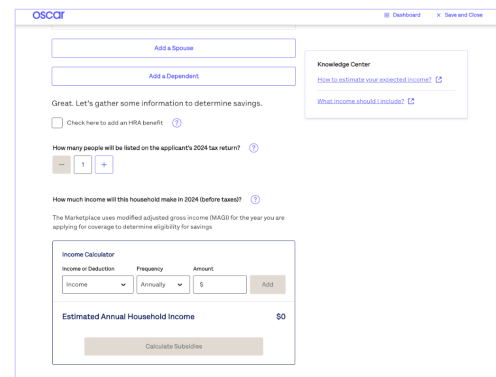 oscar
Dashboard
Save and Close
Add a Spouse
Add a Dependent
Great. Let's gather some information to determine savings.
Check here to add an HRA benefit ?
How many people will be listed on the applicant's 2024 tax return? ?
− 1 +
How much income will this household make in 2024 (before taxes)? ?
The Marketplace uses modified adjusted gross income (MAGI) for the year you are
applying for coverage to determine eligibility for savings
Income Calculator
Income or Deduction Frequency Amount
Income Annually $ Add
Estimated Annual Household Income $0
Calculate Subsidies
Knowledge Center
How to estimate your expected income?
What income should I include?